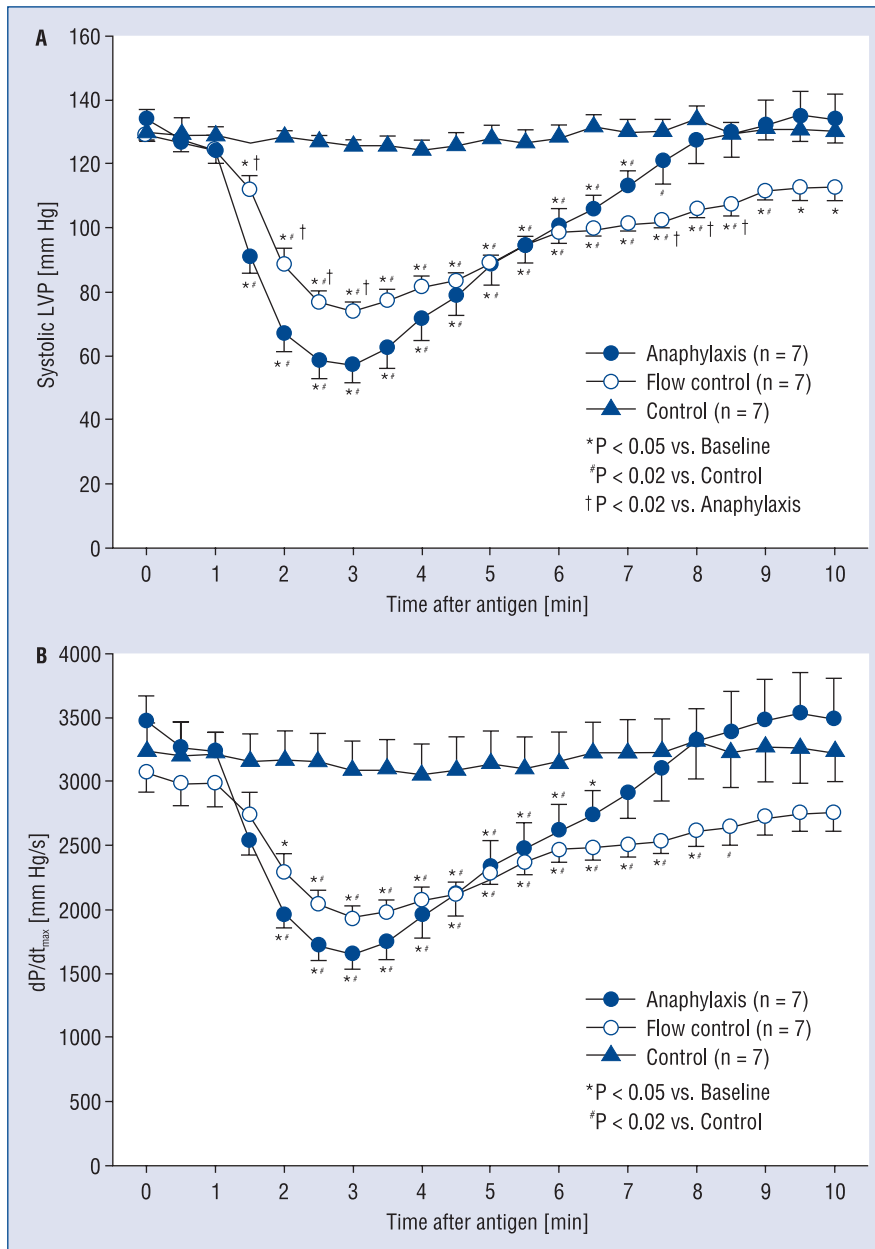 A
160
140
120
100
80
60
40
20
0
Systolic LVP [mm Hg]
Anaphylaxis (n = 7)
Flow control (n = 7)
Control (n = 7)
*P < 0.05 vs. Baseline
#P < 0.02 vs. Control
†P < 0.02 vs. Anaphylaxis
0 1 2 3 4 5 6 7 8 9 10
Time after antigen [min]
B
4000
3500
3000
2500
2000
1500
1000
500
0
dP/dtmax [mm Hg/s]
Anaphylaxis (n = 7)
Flow control (n = 7)
Control (n = 7)
*P < 0.05 vs. Baseline
#P < 0.02 vs. Control
0 1 2 3 4 5 6 7 8 9 10
Time after antigen [min]